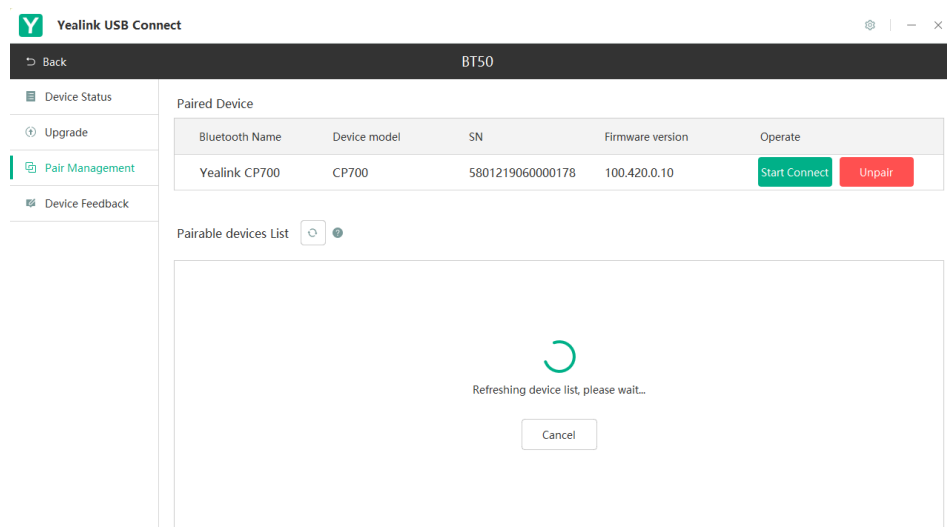 Y Yealink USB Connect
Back
BT50
Device Status
Upgrade
Pair Management
Device Feedback
Paired Device
Bluetooth Name Device model SN Firmware version Operate
Yealink CP700 CP700 5801219060000178 100.420.0.10 Start Connect Unpair
Pairable devices List ?
Refreshing device list, please wait...
Cancel